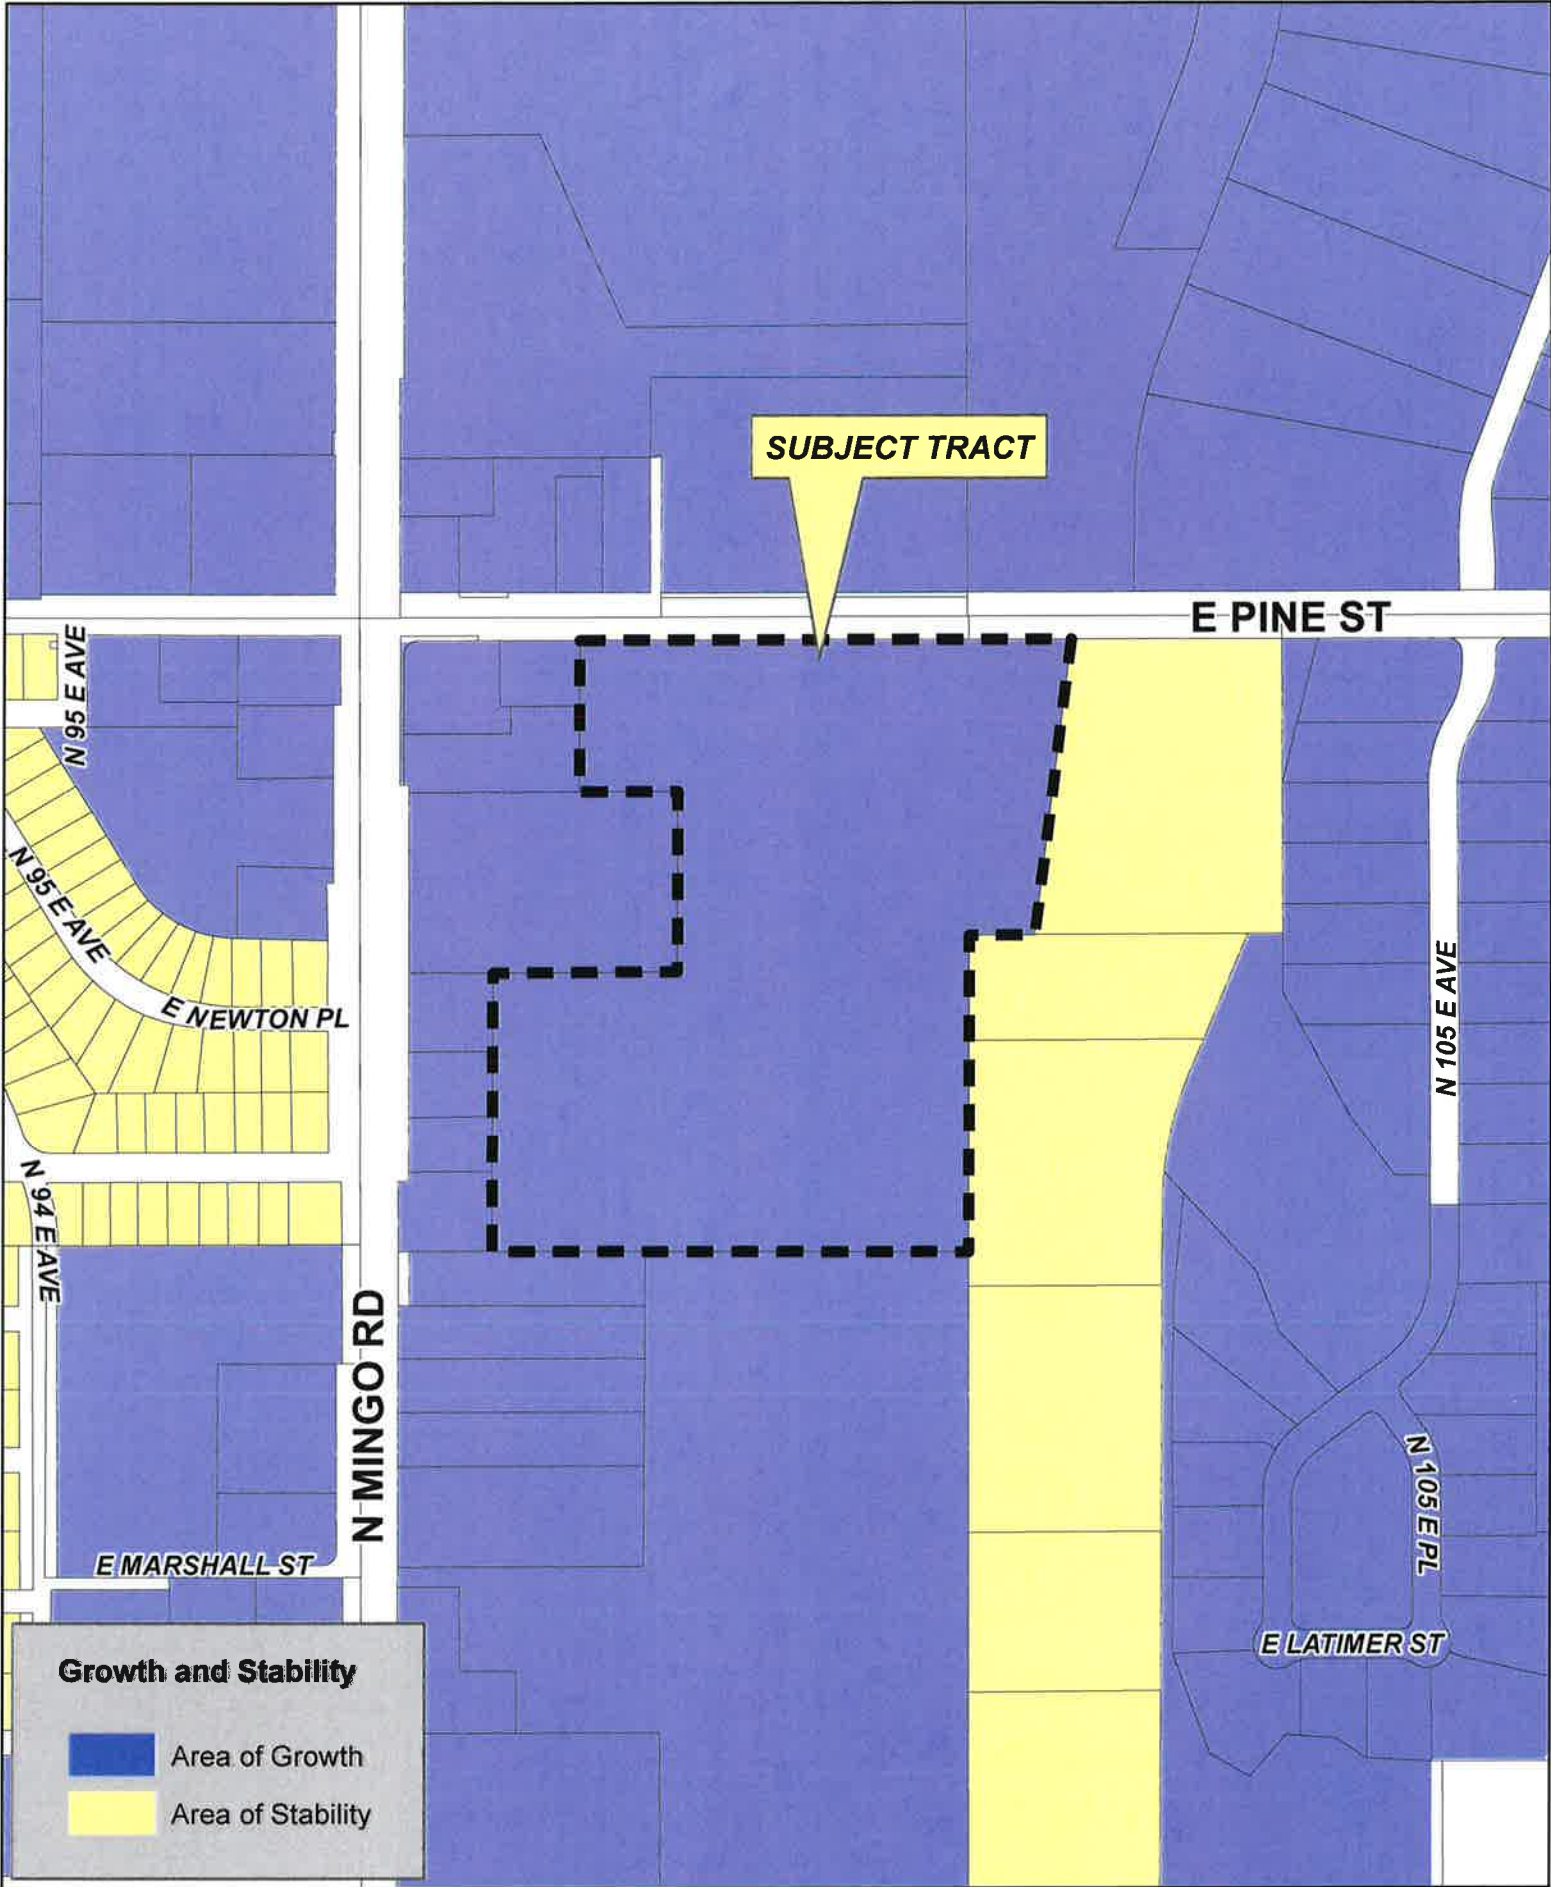 SUBJECT TRACT
E PINE ST
N 95 E AVE
N 95 E AVE
E NEWTON PL
N 105 E AVE
N 94 E AVE
N MINGO RD
N 105 E PL
E MARSHALL ST
E LATIMER ST
Growth and Stability
Area of Growth
Area of Stability